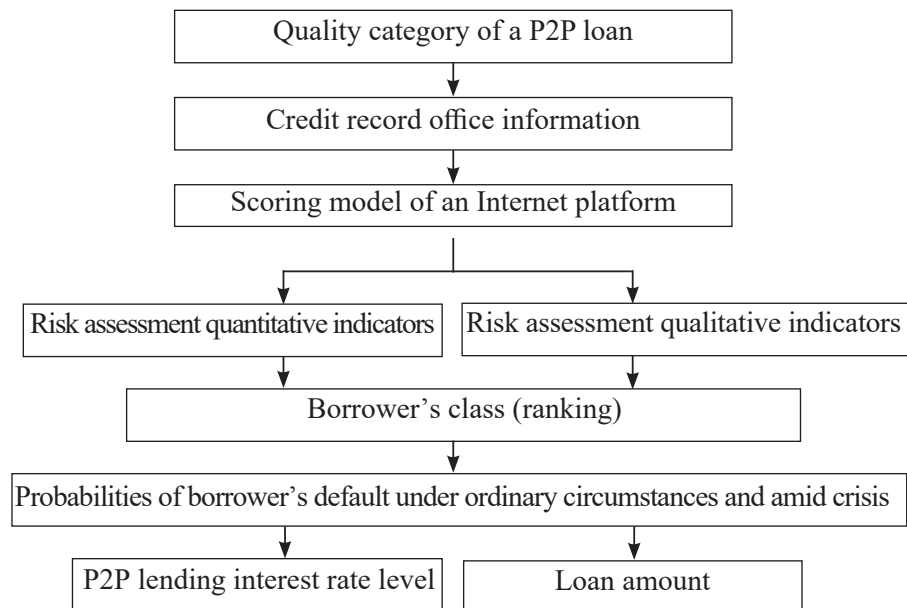 Quality category of a P2P loan
Credit record office information
Scoring model of an Internet platform
Risk assessment quantitative indicators
Risk assessment qualitative indicators
Borrower’s class (ranking)
Probabilities of borrower’s default under ordinary circumstances and amid crisis
P2P lending interest rate level
Loan amount